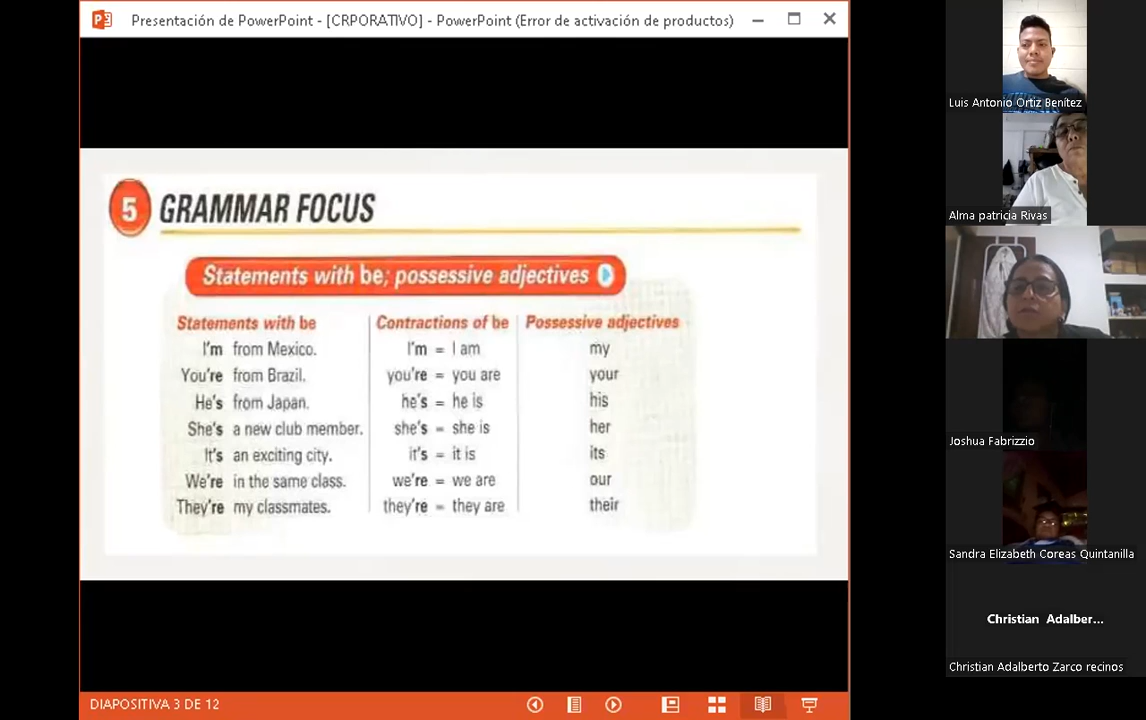 Presentación de PowerPoint - [CRPORATIVO] - PowerPoint (Error de activación de productos)
5 GRAMMAR FOCUS
Statements with be; possessive adjectives
Statements with be Contractions of be Possessive adjectives
I'm from Mexico. I'm = I am my
You're from Brazil. you're = you are your
He's from Japan. he's = he is his
She's a new club member. she's = she is her
It's an exciting city. it's = it is its
We're in the same class. we're = we are our
They're my classmates. they're = they are their
DIAPOSITIVA 3 DE 12
Luis Antonio Ortiz Benítez
Alma patricia Rivas
Joshua Fabrizzio
Sandra Elizabeth Coreas Quintanilla
Christian Adalber...
Christian Adalberto Zarco recinos